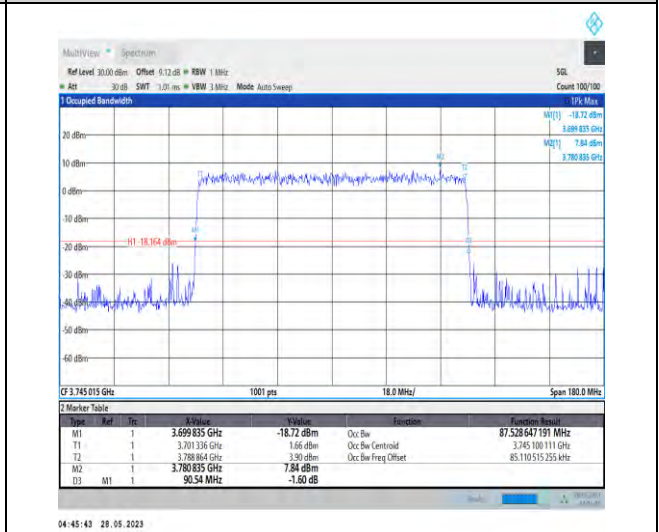 MultiView Spectrum
Ref Level 30.00 dBm Offset 9.12 dB RBW 1 MHz SGL
Att 30 dB SWT 1.01 ms VBW 3 MHz Mode Auto Sweep Count 100/100
1 Occupied Bandwidth 1Pk Max
M1[1] -18.72 dBm
3.699 835 GHz
M2[1] 7.84 dBm
3.780 835 GHz
20 dBm
M2
10 dBm
T1 T2
0 dBm
-10 dBm
M1
H1 -18.164 dBm
D3
-20 dBm
-30 dBm
-40 dBm
-50 dBm
-60 dBm
CF 3.745 015 GHz 1001 pts 18.0 MHz/ Span 180.0 MHz
2 Marker Table
Type Ref Trc X-Value Y-Value Function Function Result
M1 1 3.699 835 GHz -18.72 dBm Occ Bw 87.528 647 191 MHz
T1 1 3.701 336 GHz 1.66 dBm Occ Bw Centroid 3.745 100 111 GHz
T2 1 3.788 864 GHz 3.90 dBm Occ Bw Freq Offset 85.110 515 255 kHz
M2 1 3.780 835 GHz 7.84 dBm
D3 M1 1 90.54 MHz -1.60 dB
04:45:43 28.05.2023